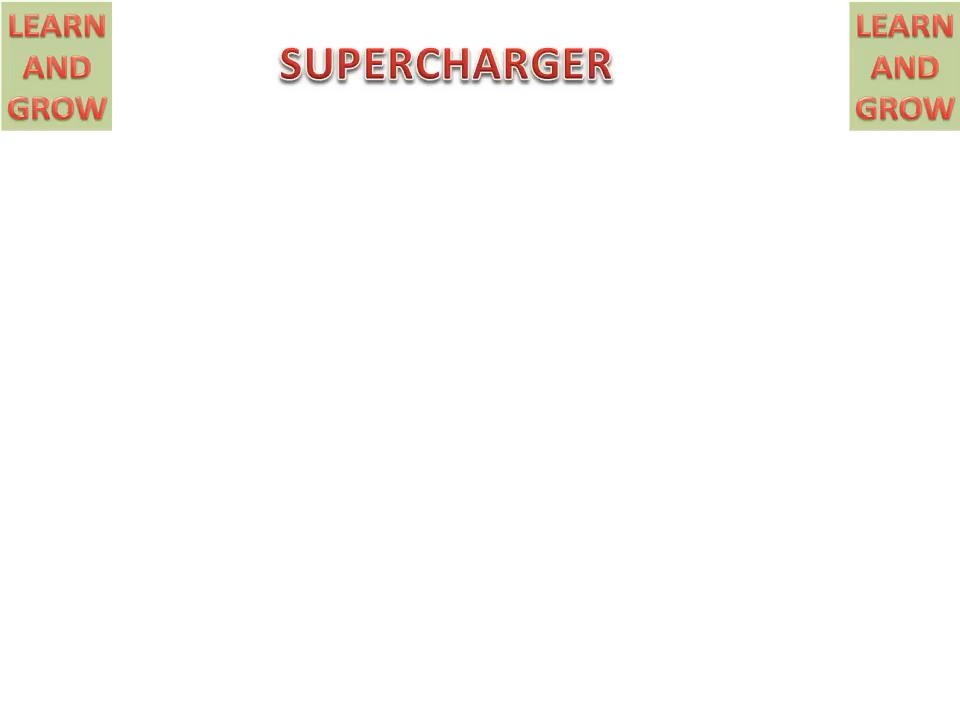 LEARN
AND
GROW
SUPERCHARGER
LEARN
AND
GROW